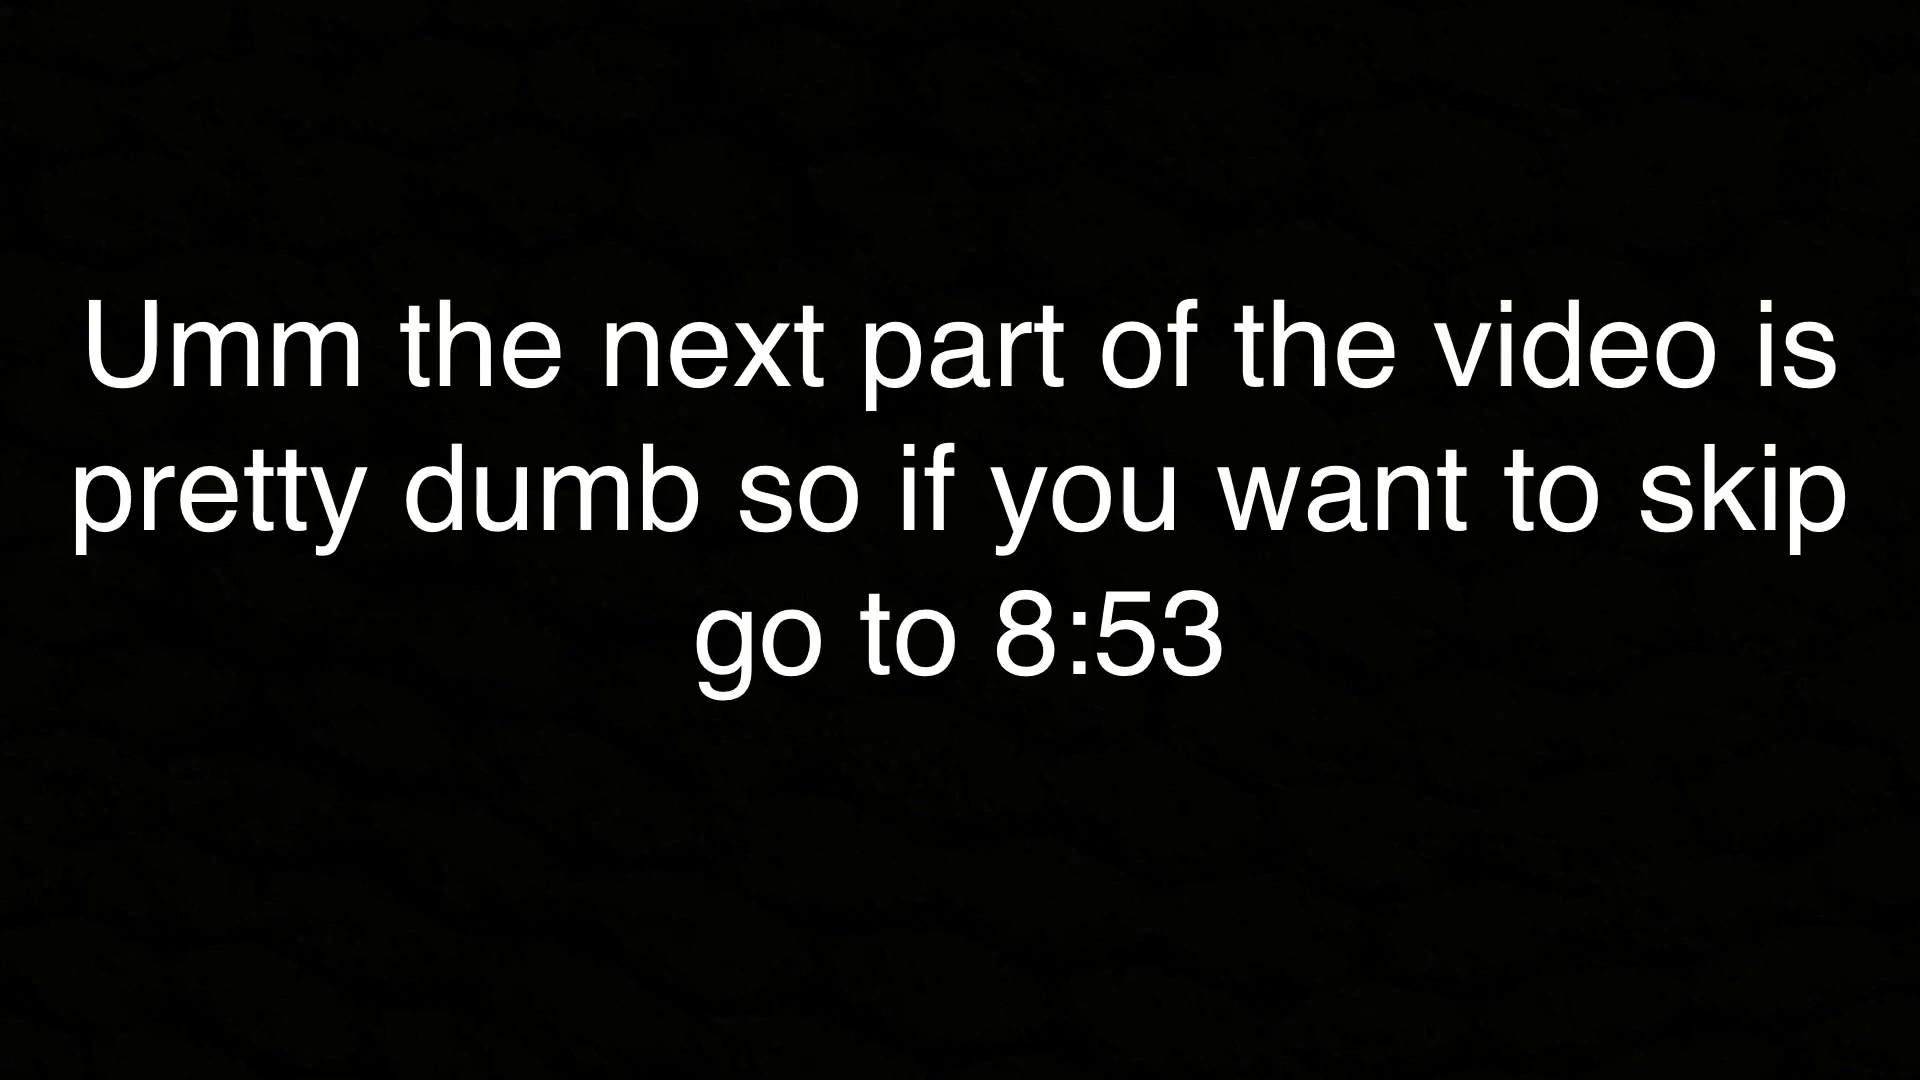 Umm the next part of the video is
pretty dumb so if you want to skip
go to 8:53